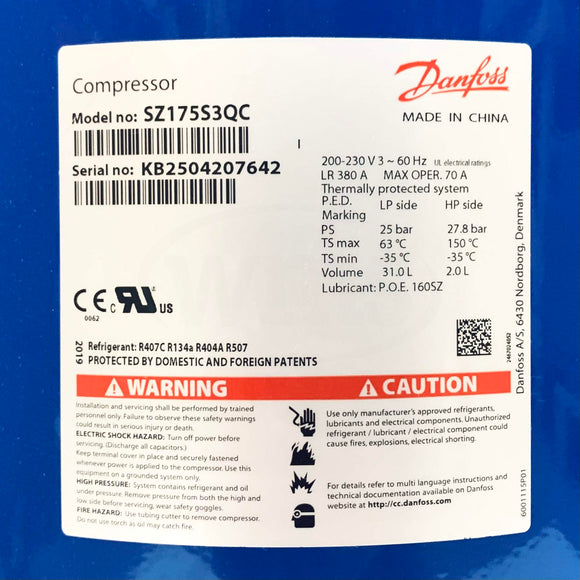 Compressor
Danfoss
Model no: SZ175S3QC
MADE IN CHINA
Serial no: KB2504207642
I
200-230 V 3 ~ 60 Hz UL electrical ratings
LR 380 A MAX OPER. 70 A
Thermally protected system
P.E.D. LP side HP side
Marking
PS 25 bar 27.8 bar
TS max 63 °C 150 °C
TS min -35 °C -35 °C
Volume 31.0 L 2.0 L
Lubricant: P.O.E. 160SZ
CE
0062
RU US
2019
Refrigerant: R407C R134a R404A R507
PROTECTED BY DOMESTIC AND FOREIGN PATENTS
Danfoss A/S, 6430 Nordborg, Denmark
WARNING
Installation and servicing shall be performed by trained
personnel only. Failure to observe these safety warnings
could result in serious injury or death.
ELECTRIC SHOCK HAZARD: Turn off power before
servicing. (Discharge all capacitors.)
Keep terminal cover in place and securely fastened
whenever power is applied to the compressor. Use this
equipment on a grounded system only.
HIGH PRESSURE: System contains refrigerant and oil
under pressure. Remove pressure from both the high and
low side before servicing, wear safety goggles.
FIRE HAZARD: Use tubing cutter to remove compressor.
Do not use torch as oil may catch fire.
CAUTION
Use only manufacturer's approved refrigerants,
lubricants and electrical components. Unauthorized
refrigerant / lubricant / electrical component could
cause fires, explosions, electrical shorting.
For details refer to multi language instructions and
technical documentation available on Danfoss
website at http://cc.danfoss.com.
6001115P01